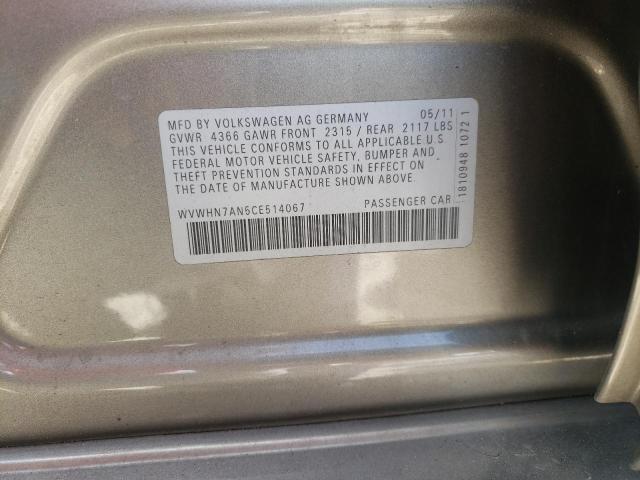 MFD BY VOLKSWAGEN AG GERMANY 05/11
GVWR 4366 GAWR FRONT 2315 / REAR 2117 LBS
THIS VEHICLE CONFORMS TO ALL APPLICABLE U.S
FEDERAL MOTOR VEHICLE SAFETY, BUMPER AND
THEFT PREVENTION STANDARDS IN EFFECT ON
THE DATE OF MANUFACTURE SHOWN ABOVE.
WVWHN7AN5CE514067 PASSENGER CAR
1810948 1072 1